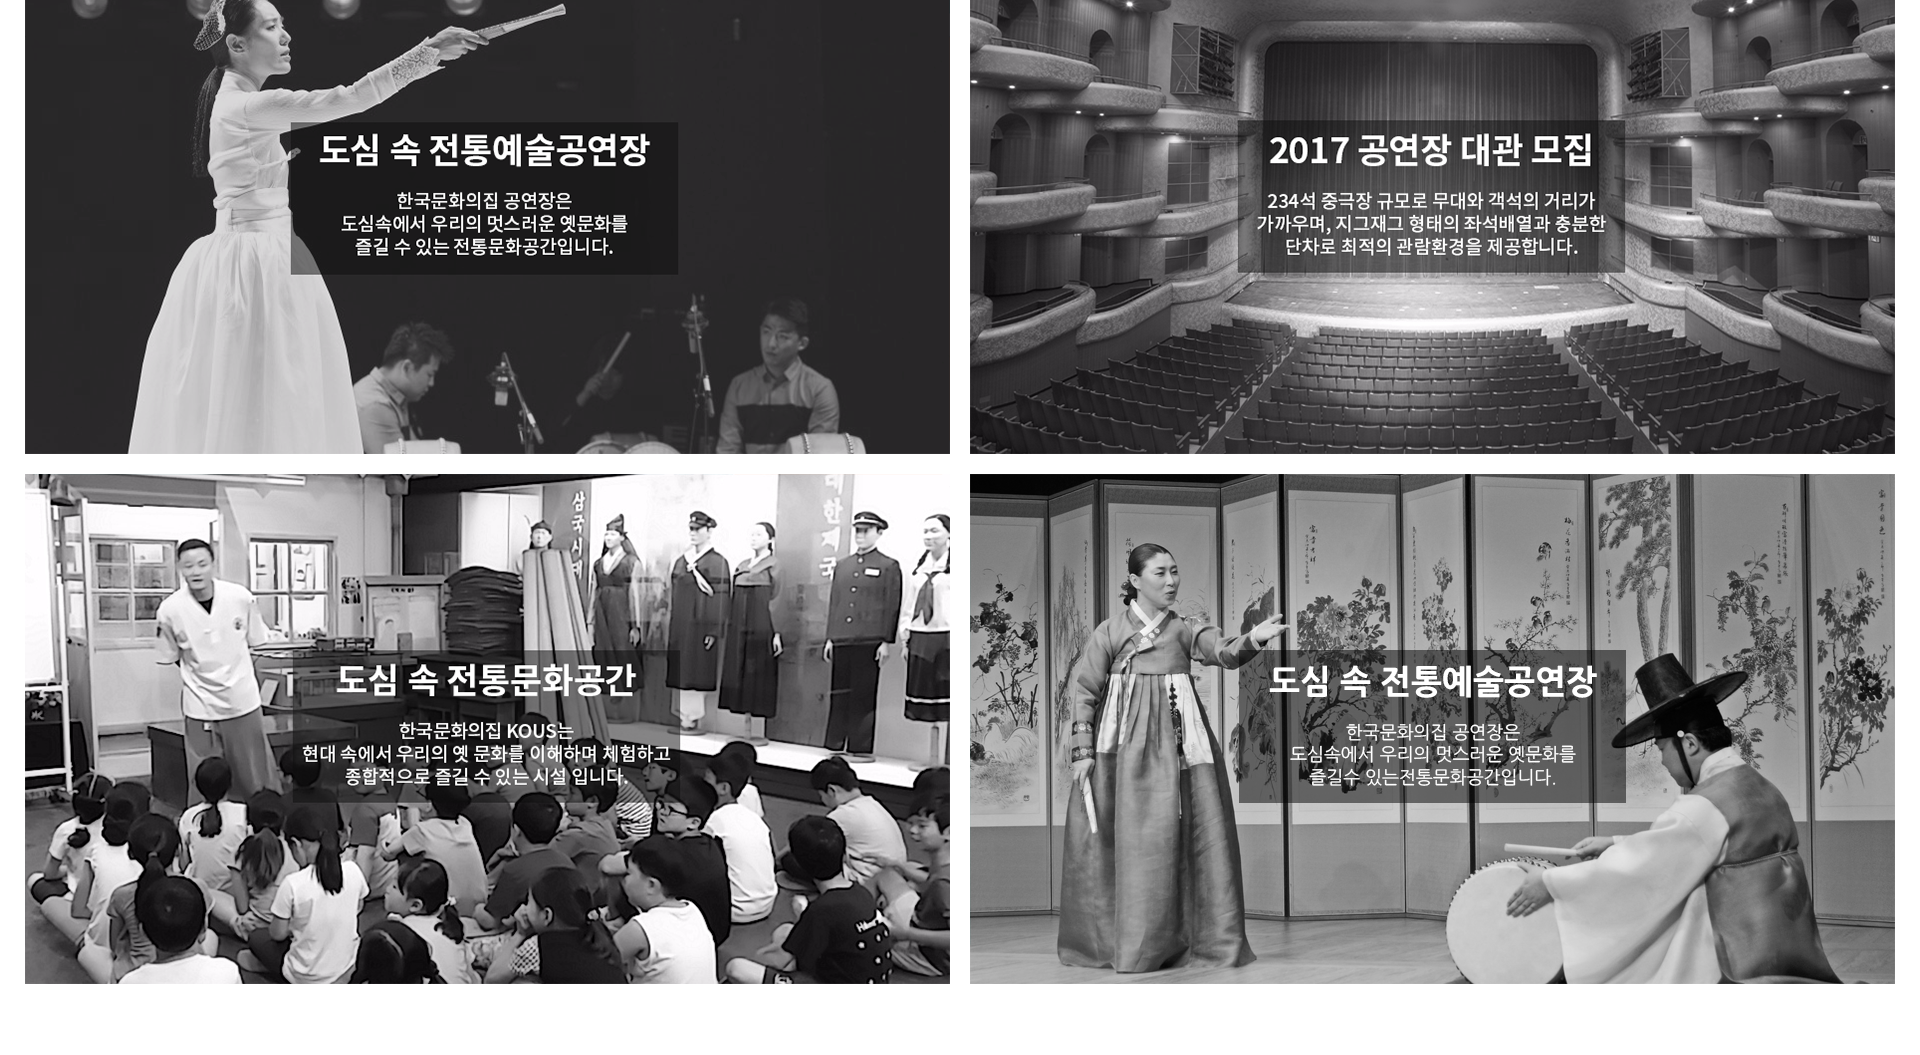 도심 속 전통예술공연장
한국문화의집 공연장은
도심속에서 우리의 멋스러운 옛문화를
즐길 수 있는 전통문화공간입니다.
2017 공연장 대관 모집
234석 중극장 규모로 무대와 객석의 거리가
가까우며, 지그재그 형태의 좌석배열과 충분한
단차로 최적의 관람환경을 제공합니다.
삼국시대
대한제국
도심 속 전통문화공간
한국문화의집 KOUS는
현대 속에서 우리의 옛 문화를 이해하며 체험하고
종합적으로 즐길 수 있는 시설 입니다.
도심 속 전통예술공연장
한국문화의집 공연장은
도심속에서 우리의 멋스러운 옛문화를
즐길수 있는전통문화공간입니다.